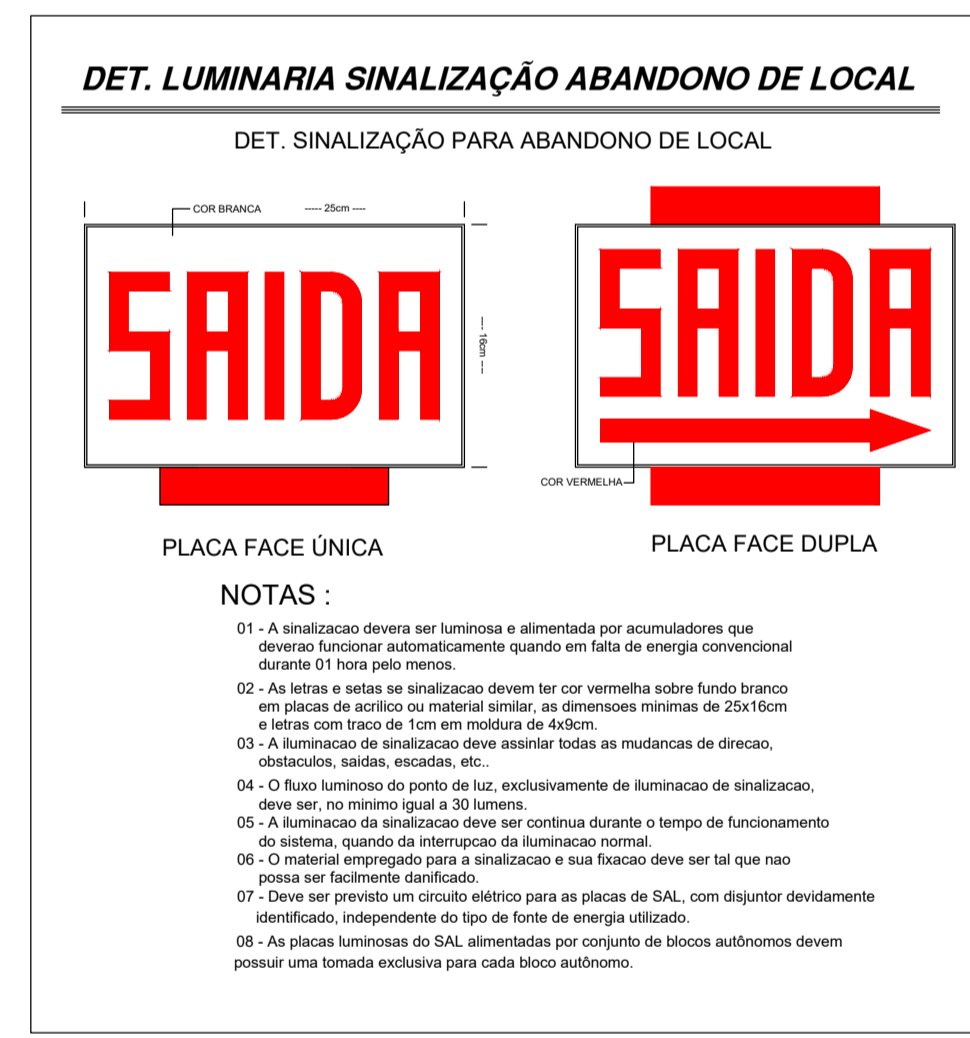 DET. LUMINARIA SINALIZAÇÃO ABANDONO DE LOCAL
DET. SINALIZAÇÃO PARA ABANDONO DE LOCAL
COR BRANCA ----- 25cm ----
SAIDA
---- 16cm ----
PLACA FACE ÚNICA
SAIDA
COR VERMELHA
PLACA FACE DUPLA
NOTAS :
01 - A sinalizacao devera ser luminosa e alimentada por acumuladores que
deverao funcionar automaticamente quando em falta de energia convencional
durante 01 hora pelo menos.
02 - As letras e setas se sinalizacao devem ter cor vermelha sobre fundo branco
em placas de acrilico ou material similar, as dimensoes minimas de 25x16cm
e letras com traco de 1cm em moldura de 4x9cm.
03 - A iluminacao de sinalizacao deve assinlar todas as mudancas de direcao,
obstaculos, saidas, escadas, etc..
04 - O fluxo luminoso do ponto de luz, exclusivamente de iluminacao de sinalizacao,
deve ser, no minimo igual a 30 lumens.
05 - A iluminacao da sinalizacao deve ser continua durante o tempo de funcionamento
do sistema, quando da interrupcao da iluminacao normal.
06 - O material empregado para a sinalizacao e sua fixacao deve ser tal que nao
possa ser facilmente danificado.
07 - Deve ser previsto um circuito elétrico para as placas de SAL, com disjuntor devidamente
identificado, independente do tipo de fonte de energia utilizado.
08 - As placas luminosas do SAL alimentadas por conjunto de blocos autônomos devem
possuir uma tomada exclusiva para cada bloco autônomo.